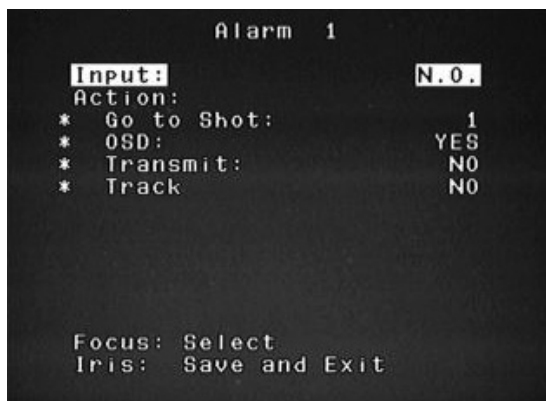 Alarm 1
Input: N.O.
Action:
* Go to Shot: 1
* OSD: YES
* Transmit: NO
* Track NO
Focus: Select
Iris: Save and Exit